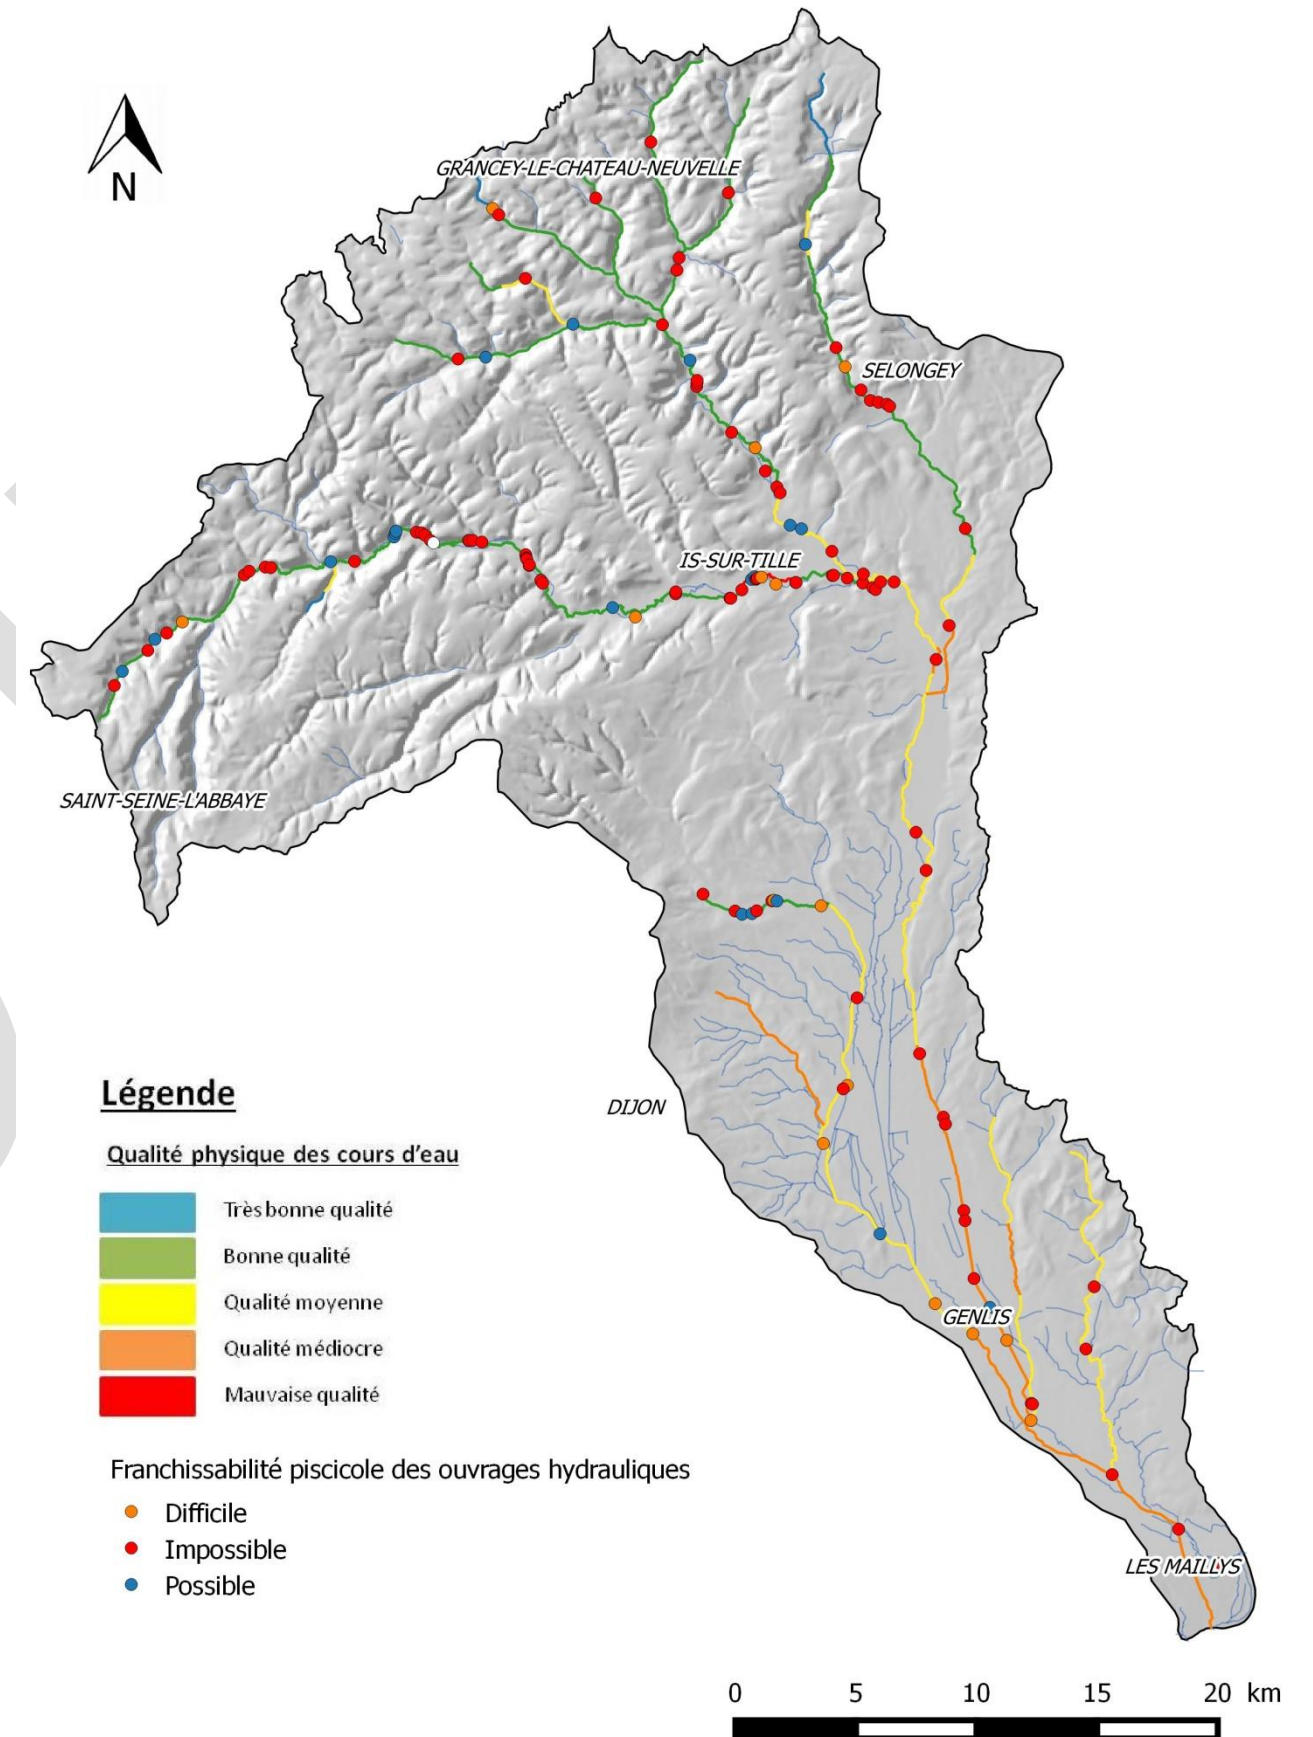 N
GRANCEY-LE-CHATEAU-NEUVELLE
SELONGEY
IS-SUR-TILLE
SAINT-SEINE-L'ABBAYE
DIJON
GENLIS
LES MAILLYS
Légende
Qualité physique des cours d'eau
Très bonne qualité
Bonne qualité
Qualité moyenne
Qualité médiocre
Mauvaise qualité
Franchissabilité piscicole des ouvrages hydrauliques
Difficile
Impossible
Possible
0 5 10 15 20 km